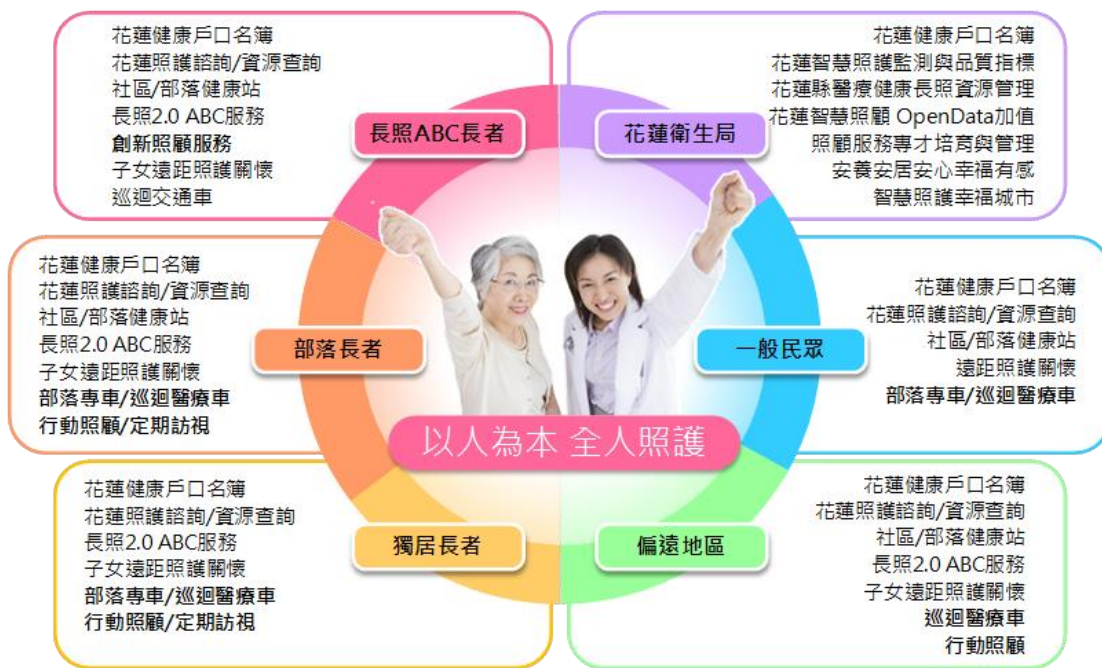 花蓮健康戶口名簿
花蓮照護諮詢/資源查詢
社區/部落健康站
長照2.0 ABC服務
創新照顧服務
子女遠距照護關懷
巡迴交通車
長照ABC長者
花蓮衛生局
花蓮健康戶口名簿
花蓮智慧照護監測與品質指標
花蓮縣醫療健康長照資源管理
花蓮智慧照顧 OpenData加值
照顧服務專才培育與管理
安養安居安心幸福有感
智慧照護幸福城市
花蓮健康戶口名簿
花蓮照護諮詢/資源查詢
社區/部落健康站
長照2.0 ABC服務
子女遠距照護關懷
部落專車/巡迴醫療車
行動照顧/定期訪視
部落長者
一般民眾
花蓮健康戶口名簿
花蓮照護諮詢/資源查詢
社區/部落健康站
遠距照護關懷
部落專車/巡迴醫療車
以人為本 全人照護
花蓮健康戶口名簿
花蓮照護諮詢/資源查詢
長照2.0 ABC服務
子女遠距照護關懷
部落專車/巡迴醫療車
行動照顧/定期訪視
獨居長者
偏遠地區
花蓮健康戶口名簿
花蓮照護諮詢/資源查詢
社區/部落健康站
長照2.0 ABC服務
子女遠距照護關懷
巡迴醫療車
行動照顧